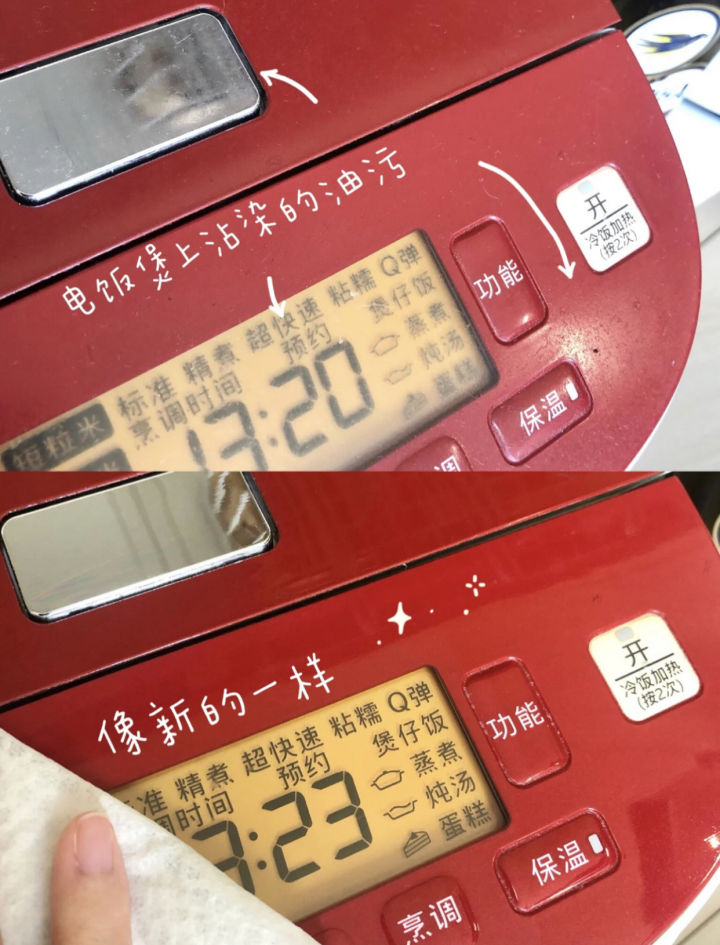 电饭煲上沾染的油污
开
冷饭加热
(按2次)
功能
保温
调
短粒米
标准 精煮 超快速 粘糯 Q弹
烹调时间 预约 煲仔饭
13:20
蒸煮
炖汤
蛋糕
像新的一样
开
冷饭加热
(按2次)
功能
保温
烹调
准 精煮 超快速 粘糯 Q弹
调时间 预约 煲仔饭
3:23
蒸煮
炖汤
蛋糕